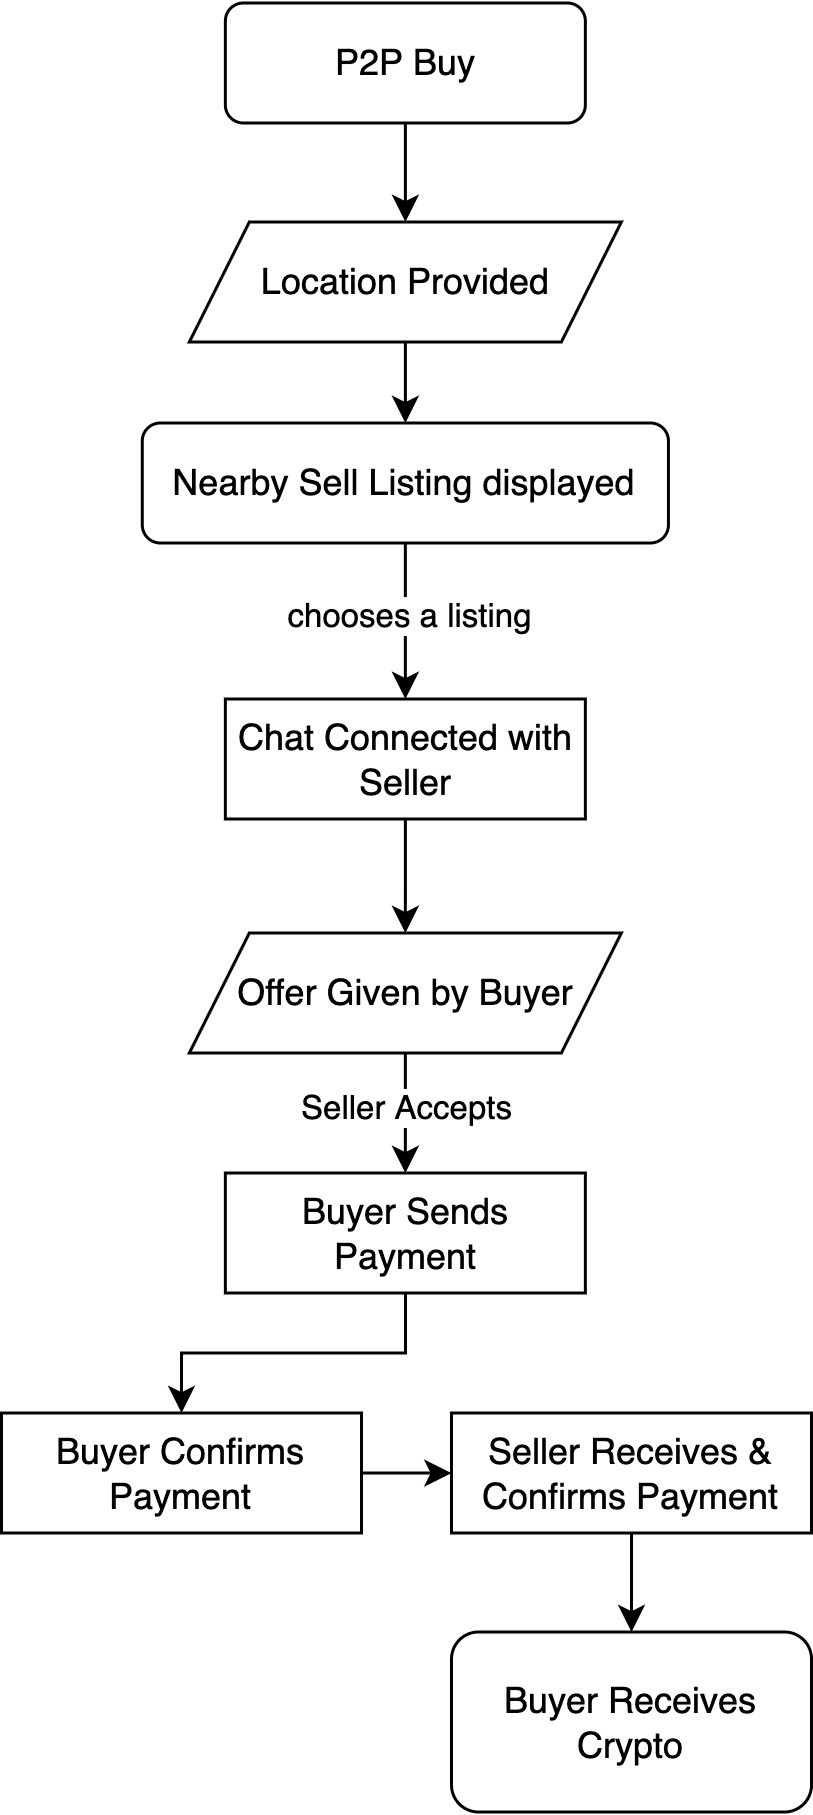 P2P Buy
Location Provided
Nearby Sell Listing displayed
chooses a listing
Chat Connected with
Seller
Offer Given by Buyer
Seller Accepts
Buyer Sends
Payment
Buyer Confirms
Payment
Seller Receives &
Confirms Payment
Buyer Receives
Crypto